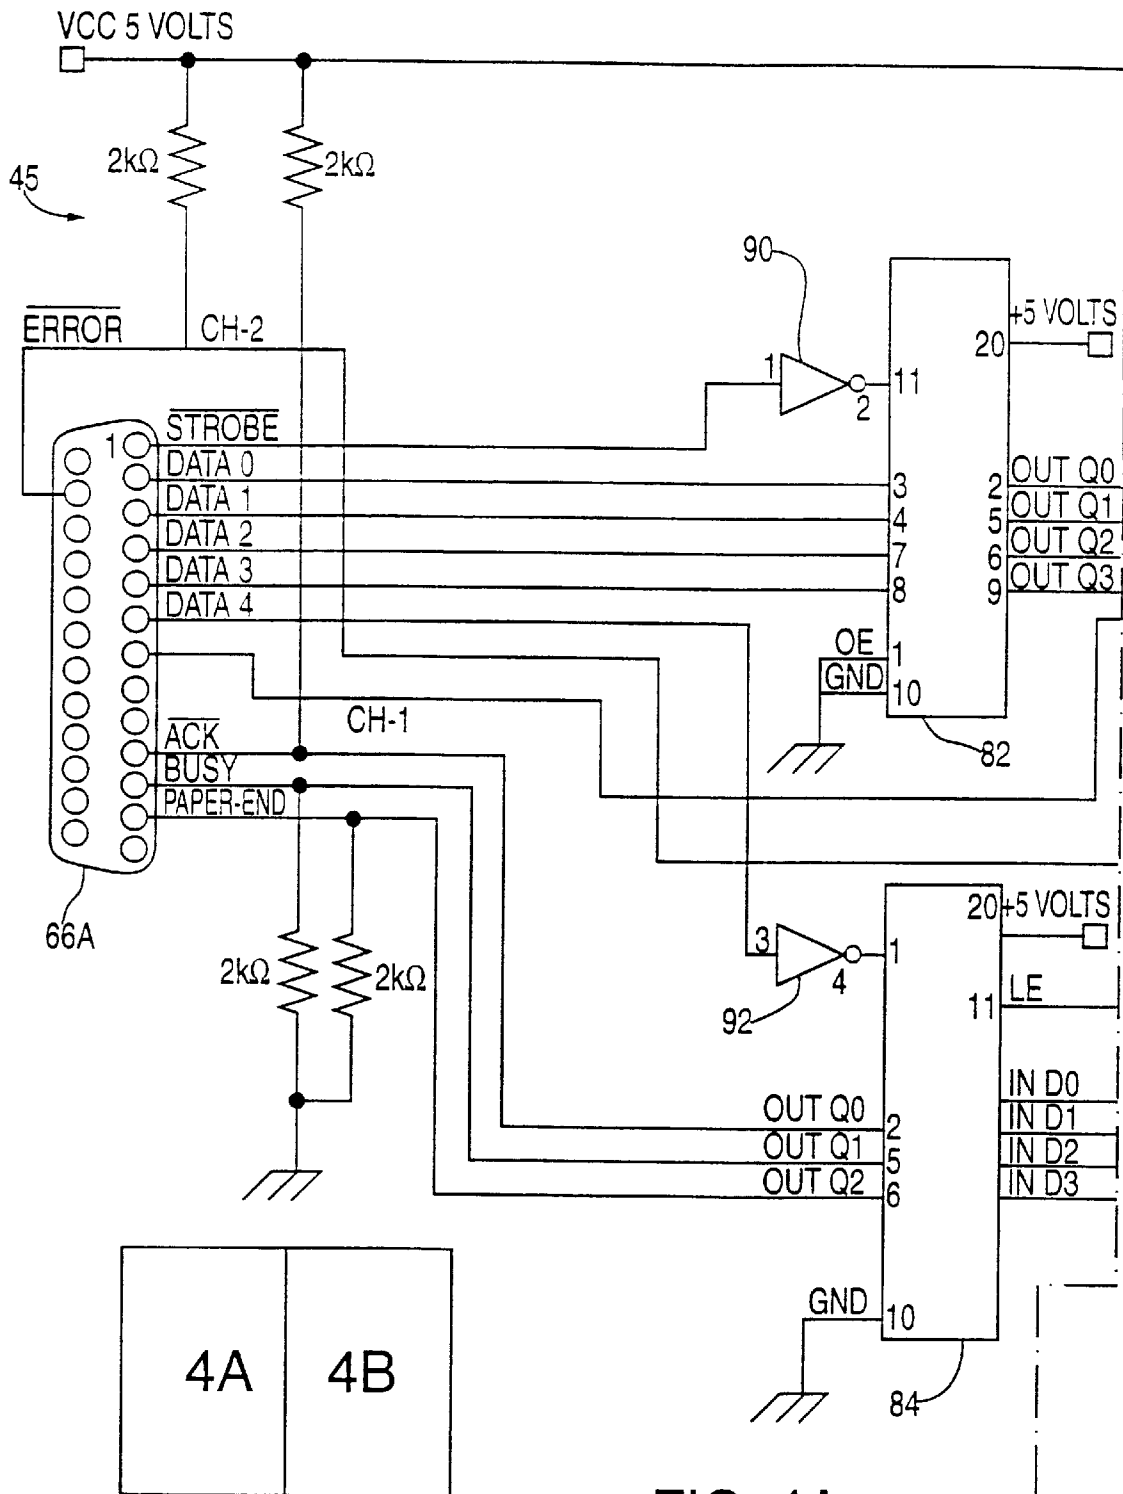 VCC 5 VOLTS
2kΩ
2kΩ
45
90
ERROR
CH-2
+5 VOLTS
20
1
2
11
1
STROBE
DATA 0
DATA 1
DATA 2
DATA 3
DATA 4
3
4
7
8
2
5
6
9
OUT Q0
OUT Q1
OUT Q2
OUT Q3
OE
1
GND
10
CH-1
82
ACK
BUSY
PAPER-END
66A
20
+5 VOLTS
3
4
1
92
11
LE
2kΩ
2kΩ
IN D0
IN D1
IN D2
IN D3
OUT Q0
2
OUT Q1
5
OUT Q2
6
GND
10
84
4A
4B